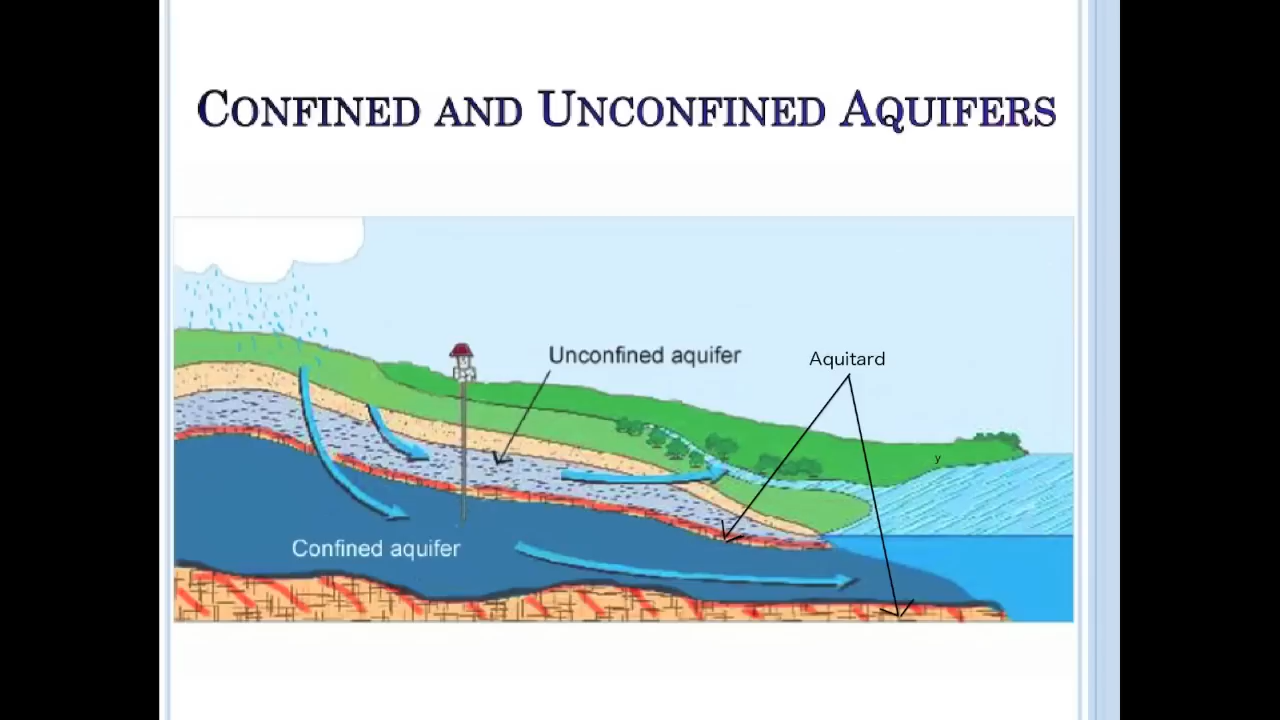 CONFINED AND UNCONFINED AQUIFERS
Unconfined aquifer
Aquitard
y
Confined aquifer